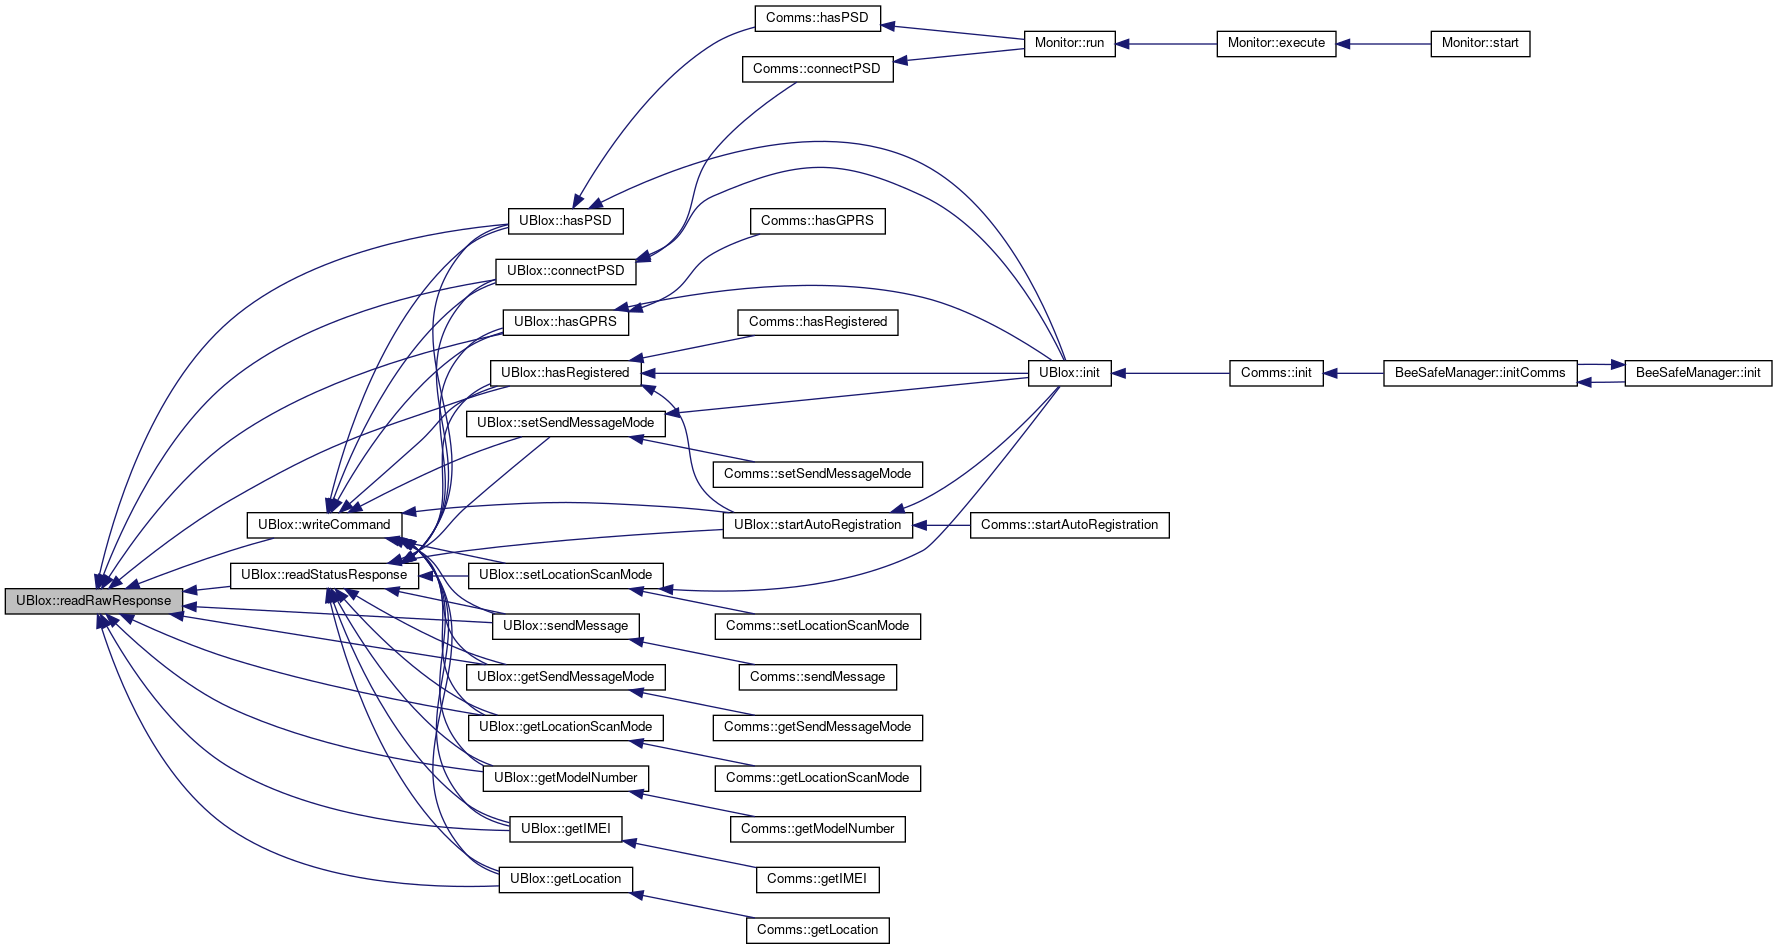 Comms::hasPSD
Monitor::run
Monitor::execute
Monitor::start
Comms::connectPSD
UBlox::hasPSD
Comms::hasGPRS
UBlox::connectPSD
UBlox::hasGPRS
Comms::hasRegistered
UBlox::hasRegistered
UBlox::init
Comms::init
BeeSafeManager::initComms
BeeSafeManager::init
UBlox::setSendMessageMode
Comms::setSendMessageMode
UBlox::writeCommand
UBlox::startAutoRegistration
Comms::startAutoRegistration
UBlox::readStatusResponse
UBlox::setLocationScanMode
UBlox::readRawResponse
UBlox::sendMessage
Comms::setLocationScanMode
UBlox::getSendMessageMode
Comms::sendMessage
UBlox::getLocationScanMode
Comms::getSendMessageMode
UBlox::getModelNumber
Comms::getLocationScanMode
UBlox::getIMEI
Comms::getModelNumber
UBlox::getLocation
Comms::getIMEI
Comms::getLocation